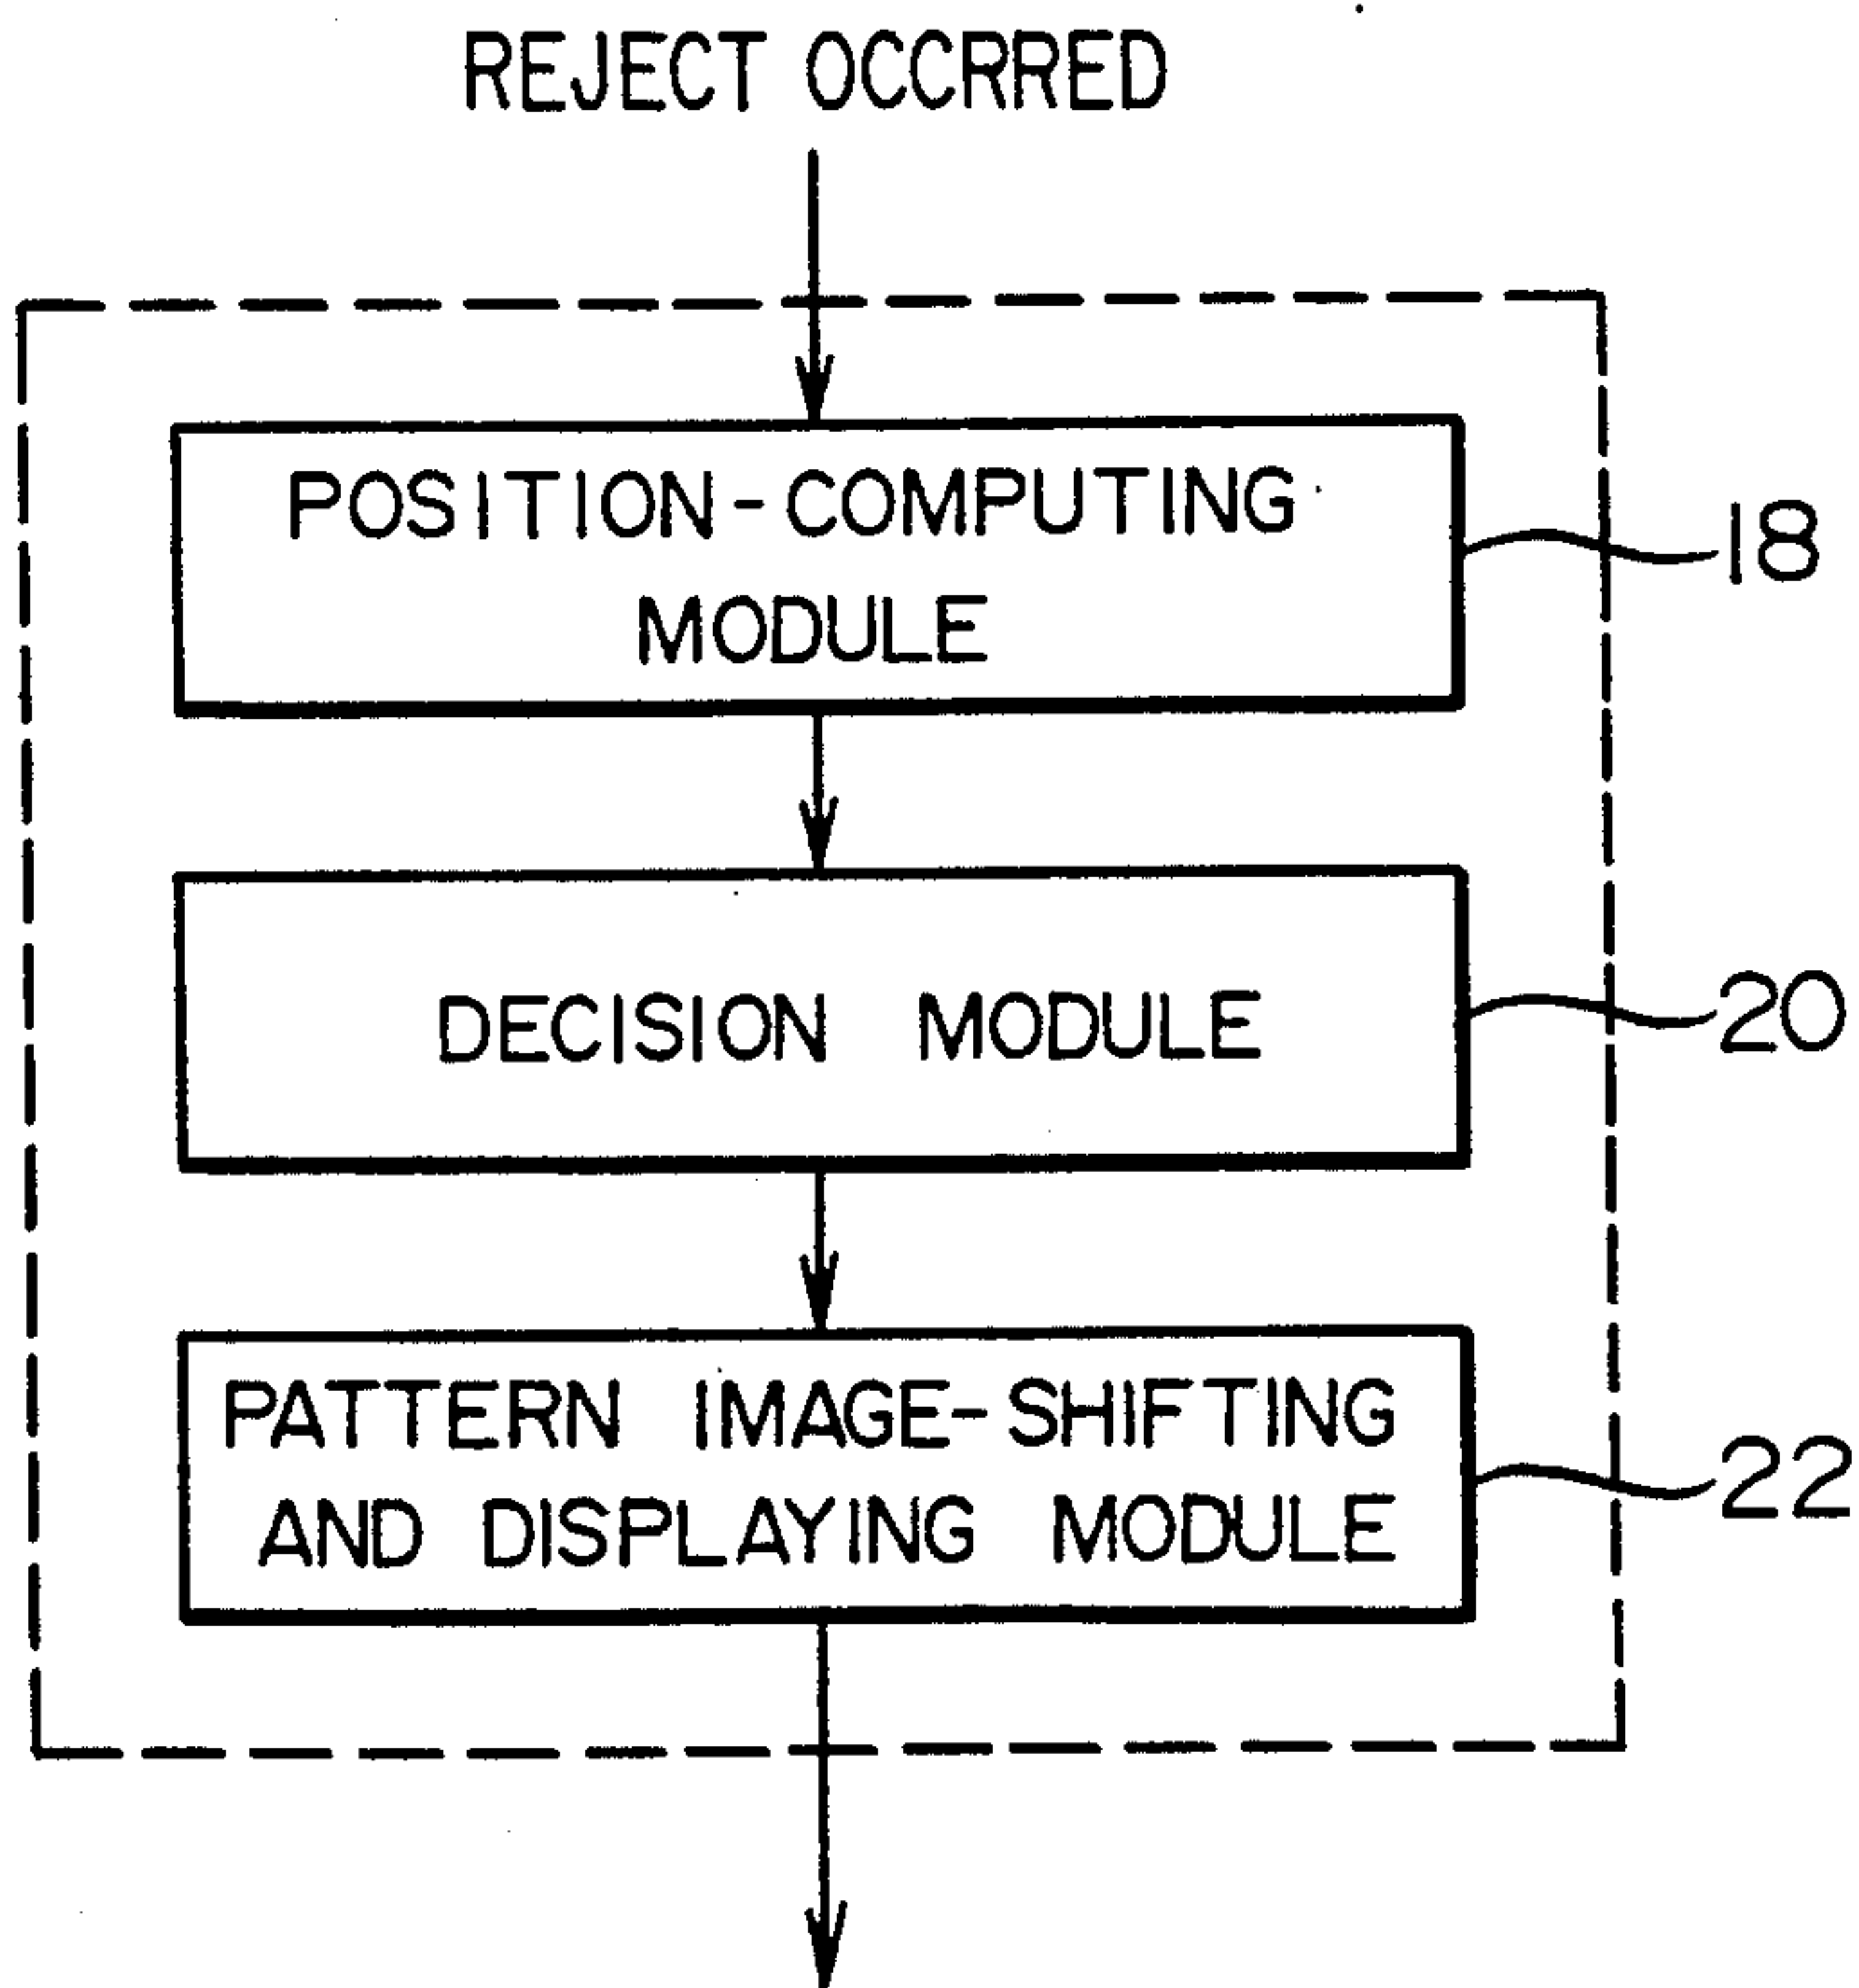 REJECT OCCRRED
POSITION-COMPUTING
MODULE
18
DECISION MODULE
20
PATTERN IMAGE-SHIFTING
AND DISPLAYING MODULE
22